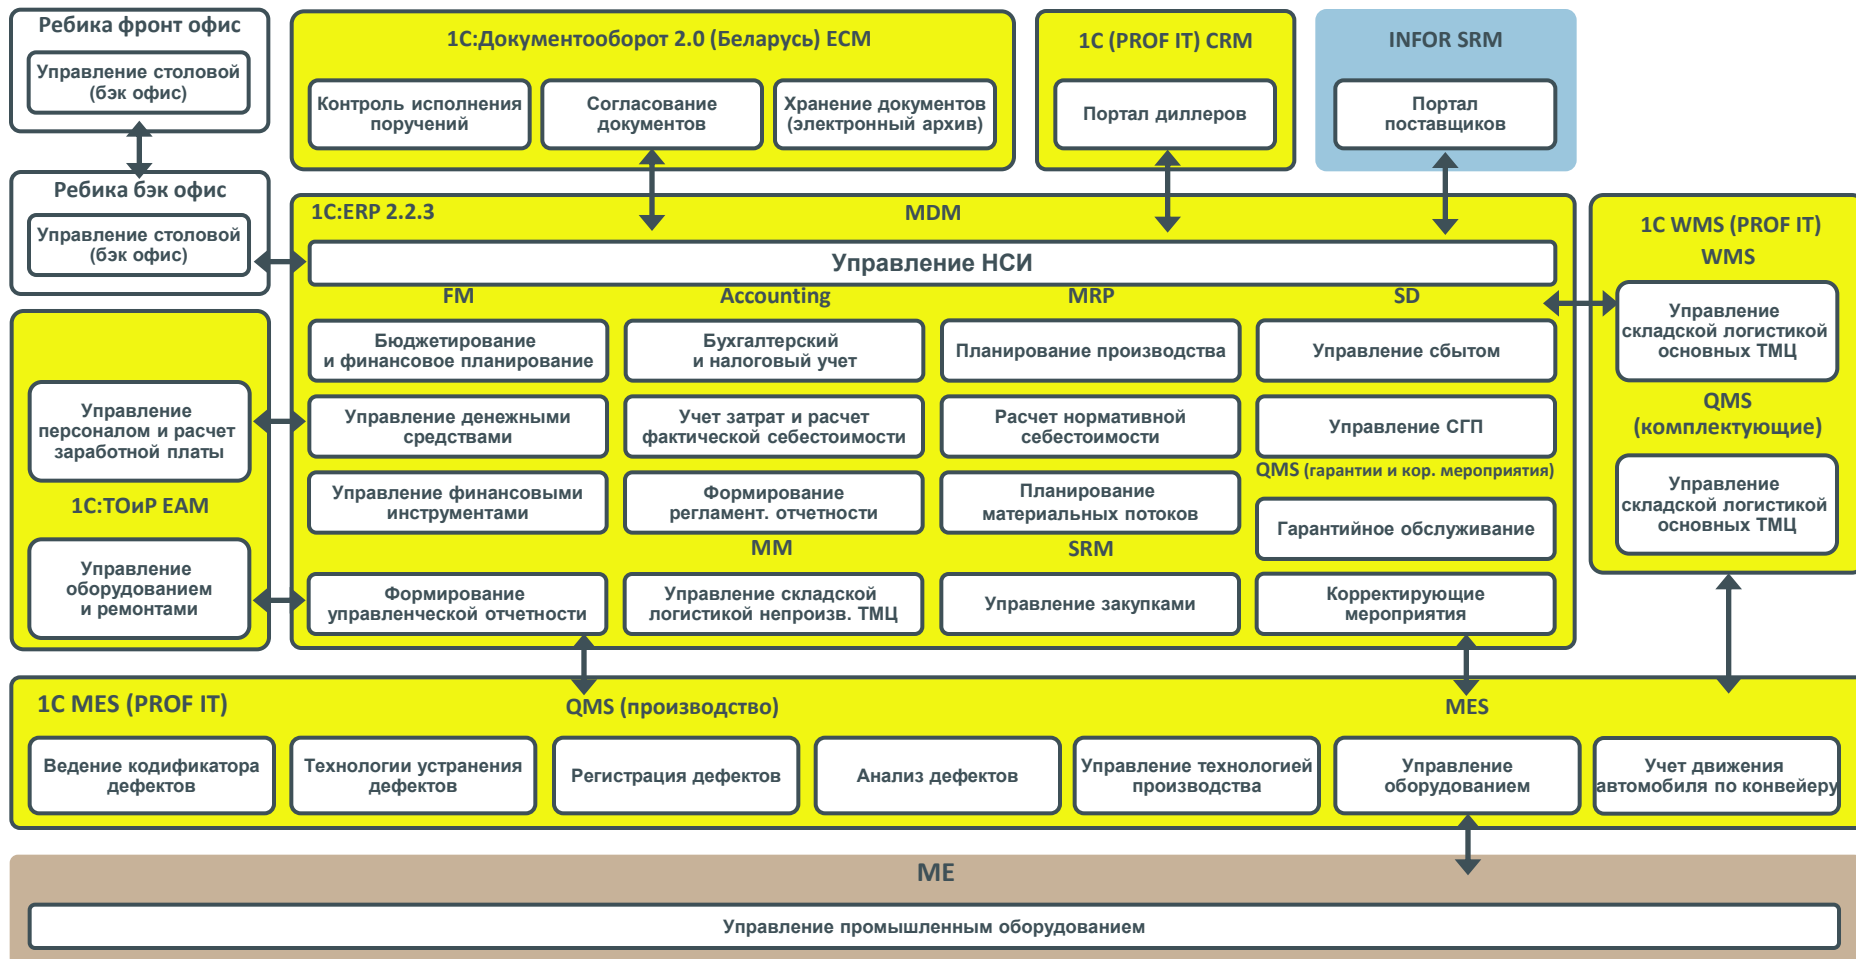 Ребика фронт офис
Управление столовой
(бэк офис)
1С:Документооборот 2.0 (Беларусь) ECM
Контроль исполнения
поручений
Согласование
документов
Хранение документов
(электронный архив)
1С (PROF IT) CRM
Портал диллеров
INFOR SRM
Портал
поставщиков
Ребика бэк офис
Управление столовой
(бэк офис)
1С:ERP 2.2.3
MDM
Управление НСИ
FM
Accounting
MRP
SD
Бюджетирование
и финансовое планирование
Бухгалтерский
и налоговый учет
Планирование производства
Управление сбытом
Управление денежными
средствами
Учет затрат и расчет
фактической себестоимости
Расчет нормативной
себестоимости
Управление СГП
QMS (гарантии и кор. мероприятия)
Управление финансовыми
инструментами
Формирование
регламент. отчетности
Планирование
материальных потоков
Гарантийное обслуживание
MM
SRM
Формирование
управленческой отчетности
Управление складской
логистикой непроизв. ТМЦ
Управление закупками
Корректирующие
мероприятия
1С WMS (PROF IT)
WMS
Управление
складской логистикой
основных ТМЦ
QMS
(комплектующие)
Управление
складской логистикой
основных ТМЦ
Управление
персоналом и расчет
заработной платы
1С:ТОиР EAM
Управление
оборудованием
и ремонтами
1С MES (PROF IT)
QMS (производство)
MES
Ведение кодификатора
дефектов
Технологии устранения
дефектов
Регистрация дефектов
Анализ дефектов
Управление технологией
производства
Управление
оборудованием
Учет движения
автомобиля по конвейеру
ME
Управление промышленным оборудованием